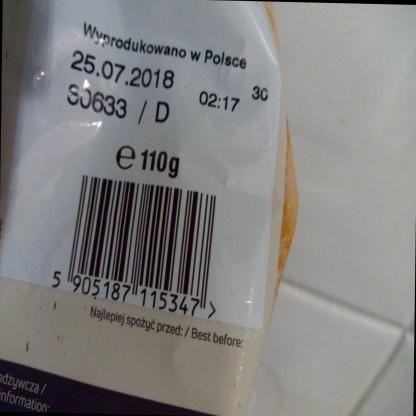 Wyprodukowano w Polsce
25.07.2018 30
S0633 / D 02:17
e 110g
5 905187 115347 >
Najlepiej spożyć przed: / Best before:
odżywcza /
information: